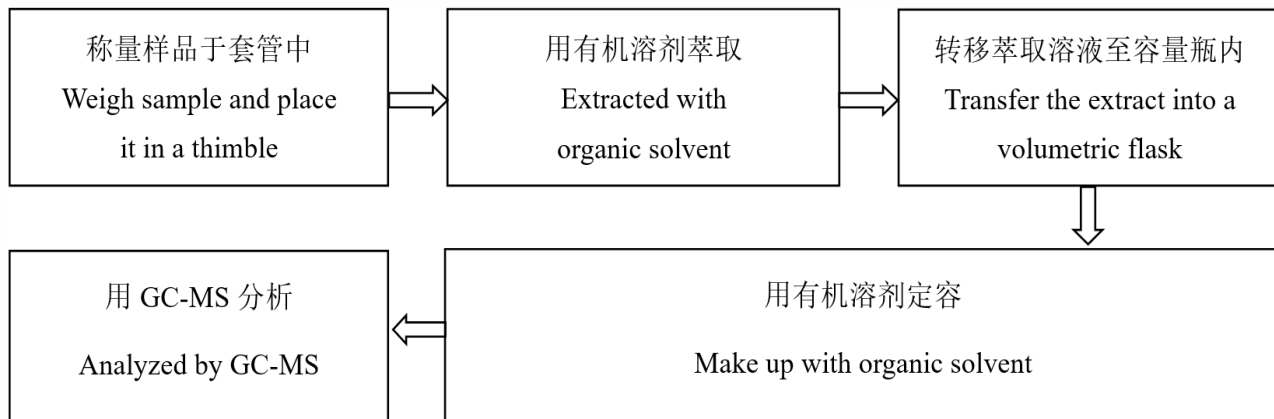 称量样品于套管中
Weigh sample and place
it in a thimble
用有机溶剂萃取
Extracted with
organic solvent
转移萃取溶液至容量瓶内
Transfer the extract into a
volumetric flask
用有机溶剂定容
Make up with organic solvent
用 GC-MS 分析
Analyzed by GC-MS